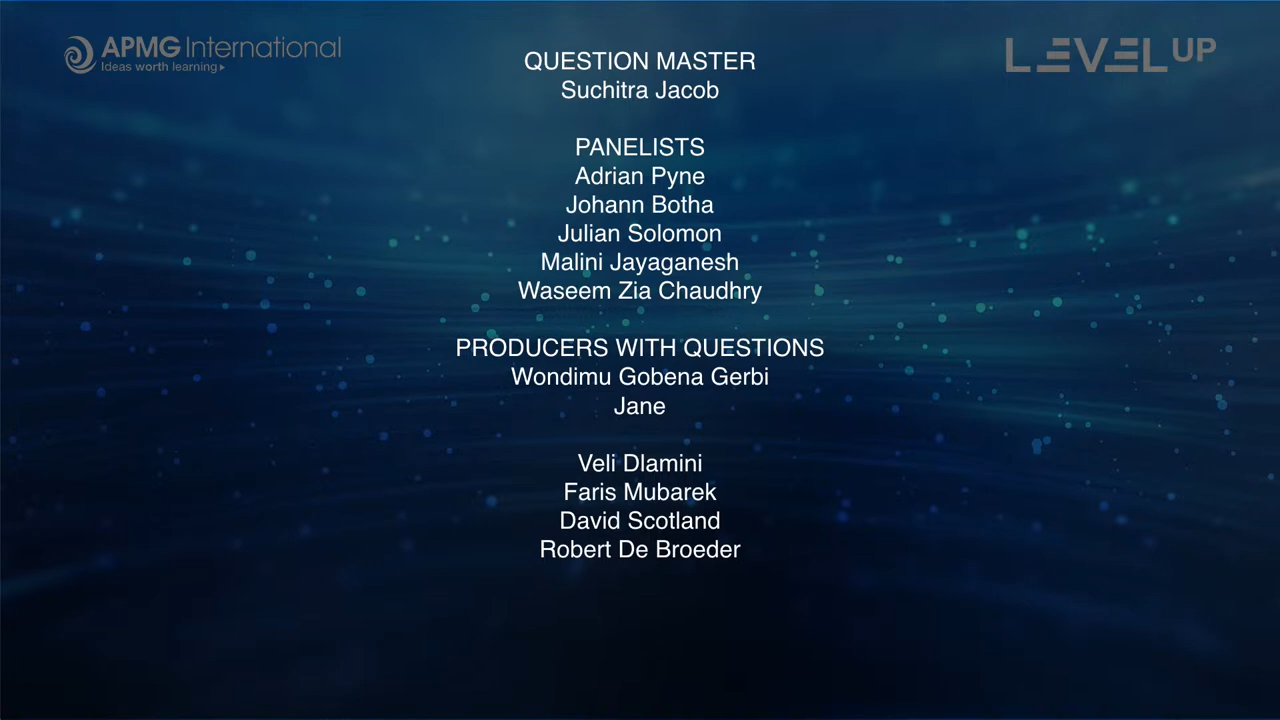 APMG International
Ideas worth learning
LEVEL UP
QUESTION MASTER
Suchitra Jacob
PANELISTS
Adrian Pyne
Johann Botha
Julian Solomon
Malini Jayaganesh
Waseem Zia Chaudhry
PRODUCERS WITH QUESTIONS
Wondimu Gobena Gerbi
Jane
Veli Dlamini
Faris Mubarek
David Scotland
Robert De Broeder